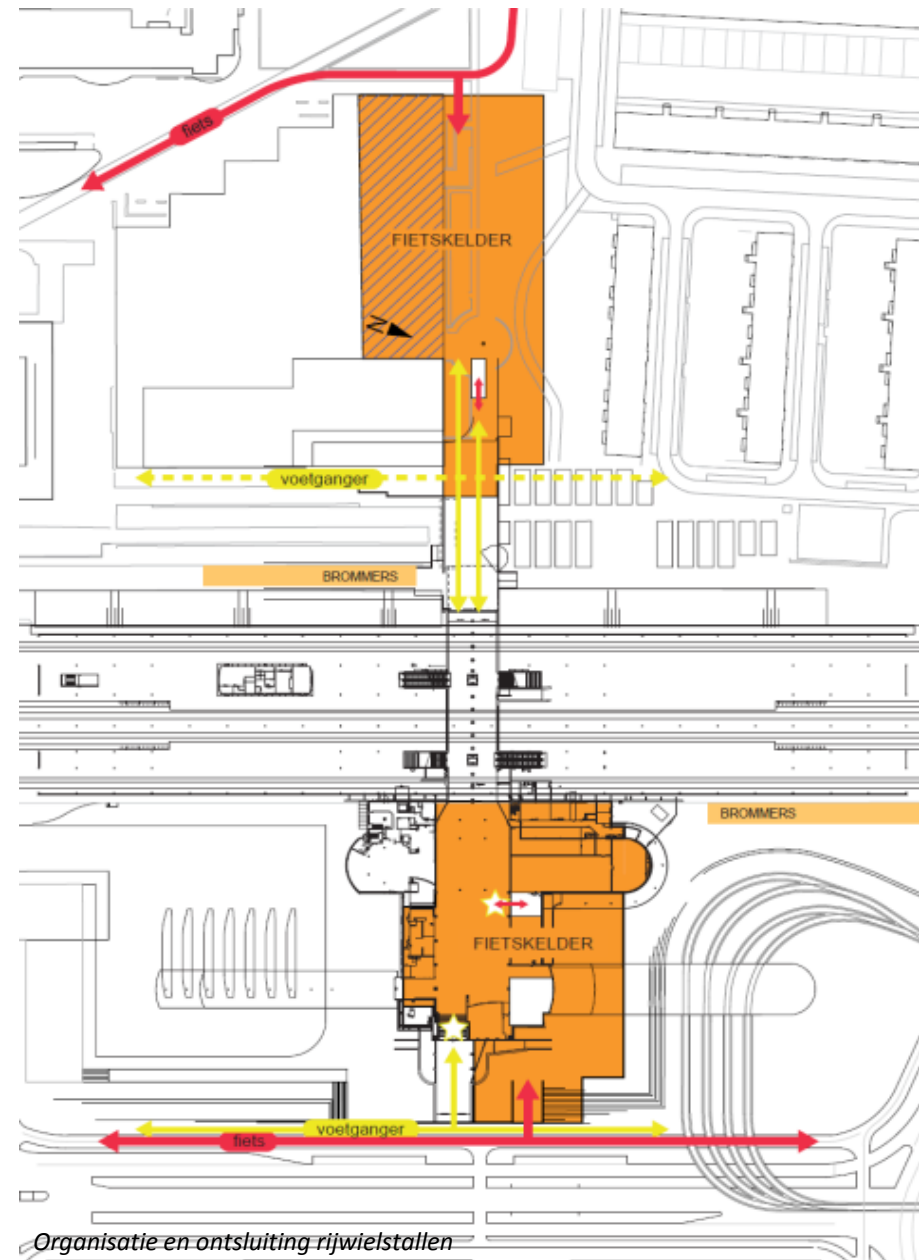 fiets
FIETSKELDER
N
voetganger
BROMMERS
BROMMERS
FIETSKELDER
voetganger
fiets
Organisatie en ontsluiting rijwielstallen